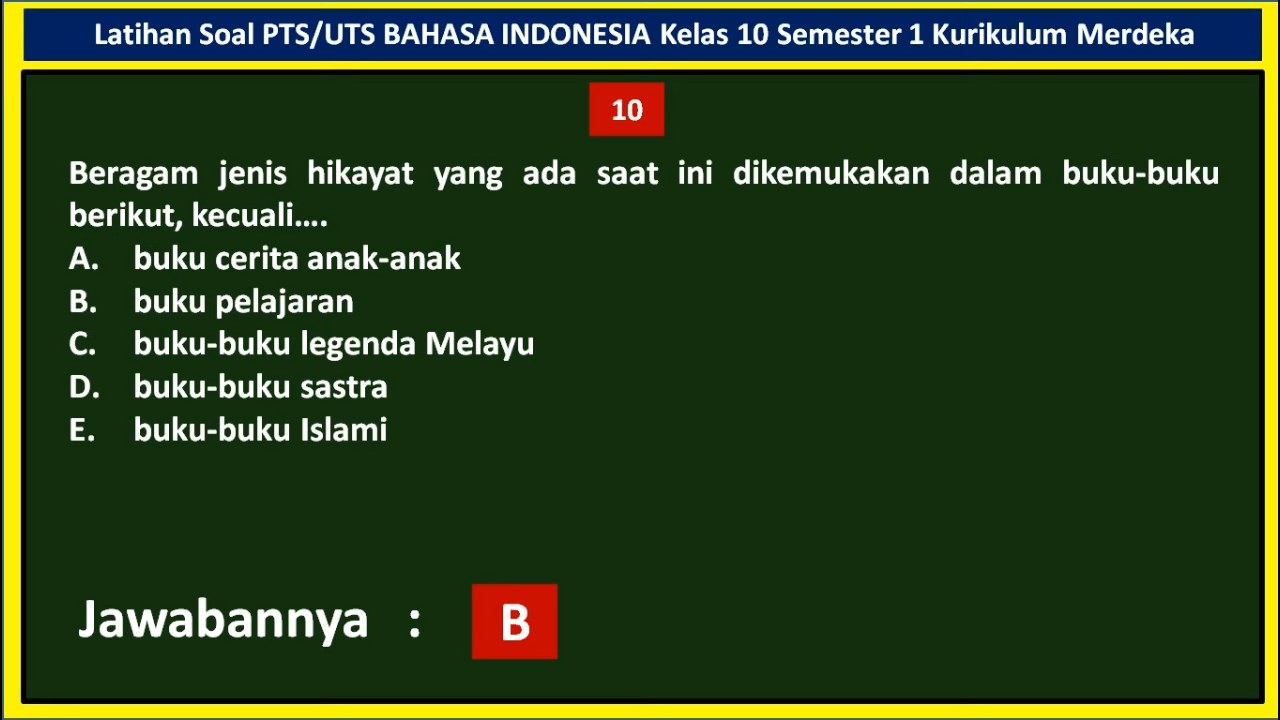 Latihan Soal PTS/UTS BAHASA INDONESIA Kelas 10 Semester 1 Kurikulum Merdeka
10
Beragam jenis hikayat yang ada saat ini dikemukakan dalam buku-buku
berikut, kecuali....
A. buku cerita anak-anak
B. buku pelajaran
C. buku-buku legenda Melayu
D. buku-buku sastra
E. buku-buku Islami
Jawabannya : B